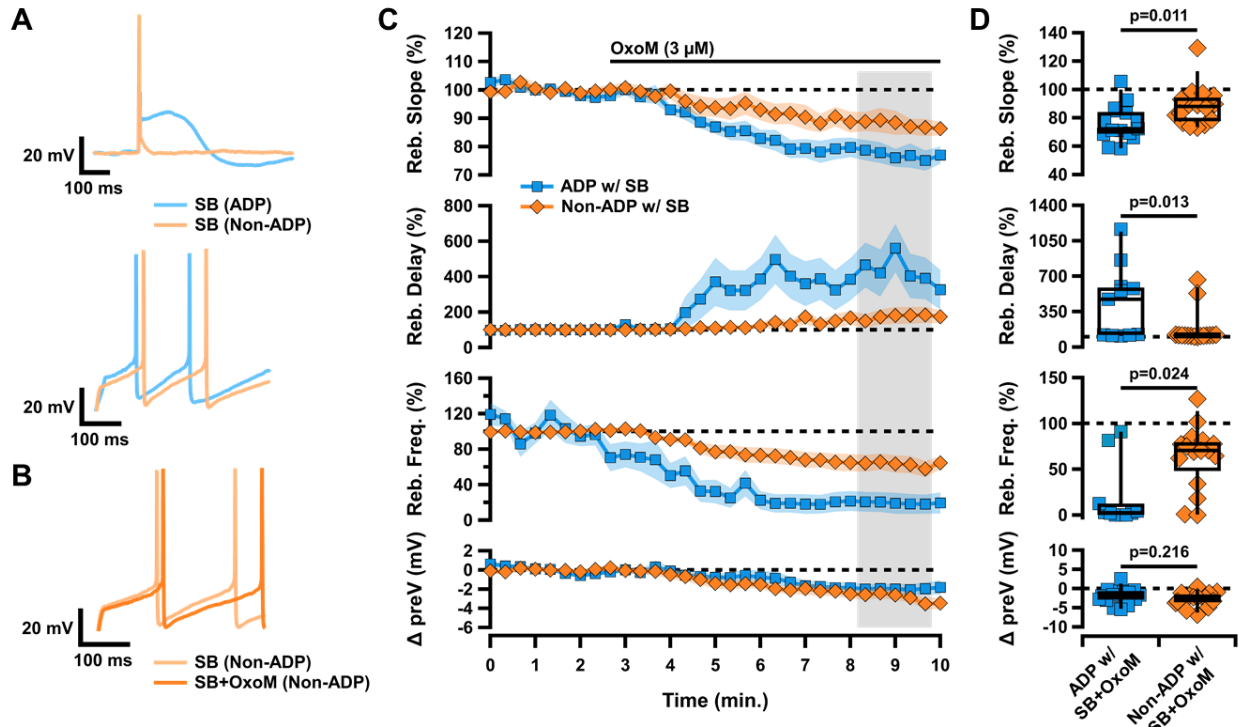 A
20 mV
100 ms
SB (ADP)
SB (Non-ADP)
20 mV
100 ms
B
20 mV
100 ms
SB (Non-ADP)
SB+OxoM (Non-ADP)
C
OxoM (3 µM)
Reb. Slope (%)
120
110
100
90
80
70
ADP w/ SB
Non-ADP w/ SB
Reb. Delay (%)
800
600
400
200
0
Reb. Freq. (%)
160
120
80
40
0
Δ preV (mV)
2
0
-2
-4
-6
0 1 2 3 4 5 6 7 8 9 10
Time (min.)
D
p=0.011
Reb. Slope (%)
140
120
100
80
60
40
p=0.013
Reb. Delay (%)
1400
1050
700
350
0
p=0.024
Reb. Freq. (%)
150
100
50
0
p=0.216
Δ preV (mV)
10
5
0
-5
-10
ADP w/
SB+OxoM
Non-ADP w/
SB+OxoM